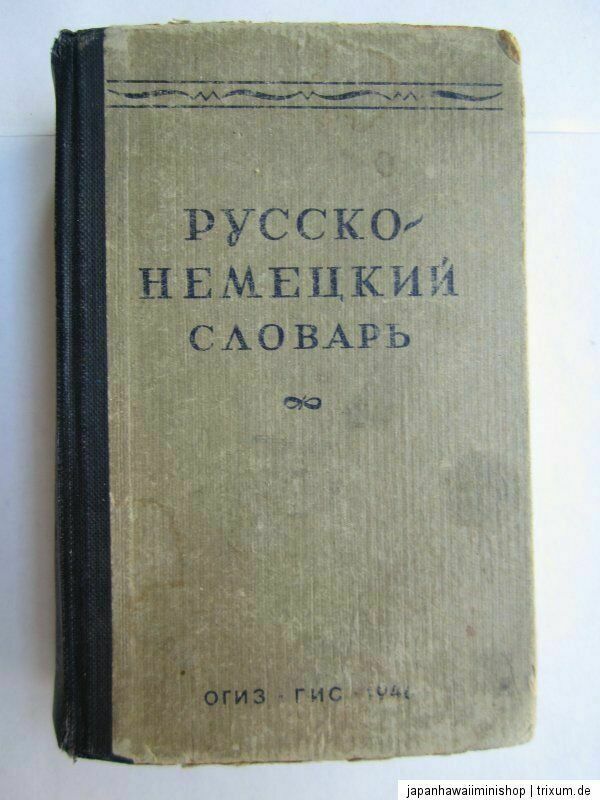 РУССКО-
НЕМЕЦКИЙ
СЛОВАРЬ
ОГИЗ · ГИС ·
japanhawaiiminishop | trixum.de